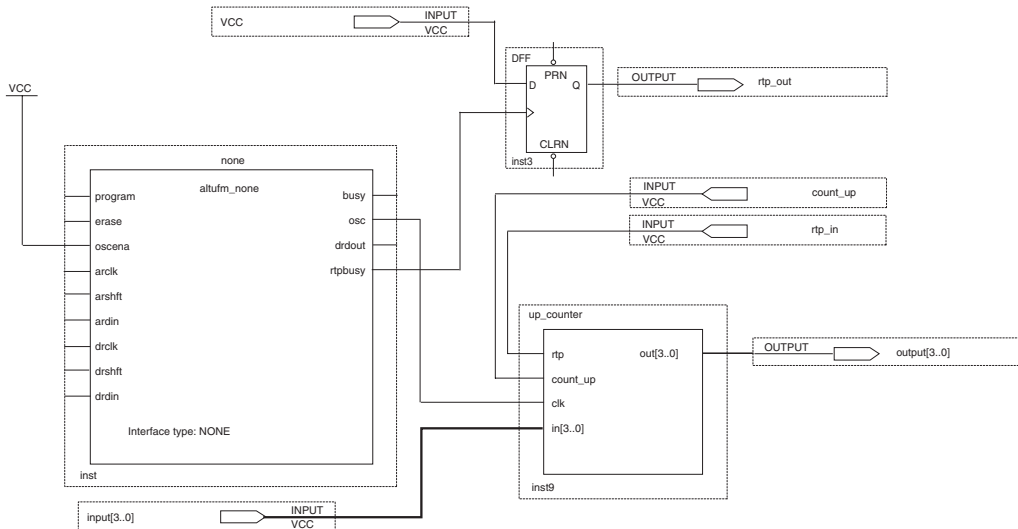 VCC
INPUT
VCC
VCC
DFF
PRN
D
Q
CLRN
inst3
OUTPUT
rtp_out
none
altufm_none
program
erase
oscena
arclk
arshft
ardin
drclk
drshft
drdin
busy
osc
drdout
rtpbusy
Interface type: NONE
inst
INPUT
VCC
count_up
INPUT
VCC
rtp_in
up_counter
rtp
count_up
clk
in[3..0]
out[3..0]
inst9
OUTPUT
output[3..0]
input[3..0]
INPUT
VCC